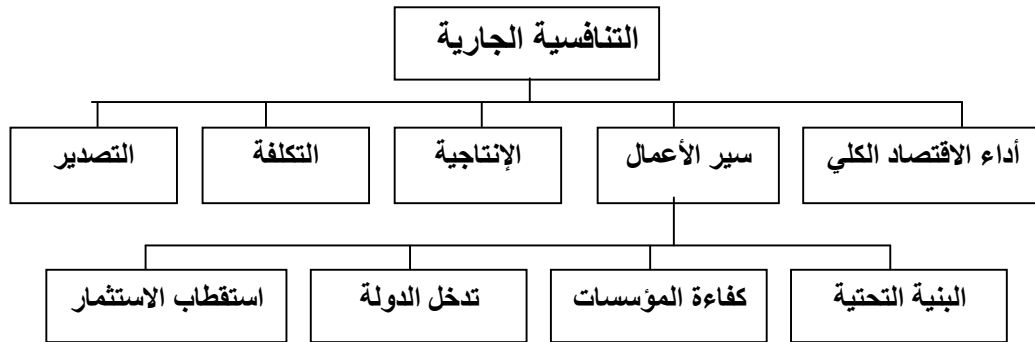 التنافسية الجارية
أداء الاقتصاد الكلي
سير الأعمال
الإنتاجية
التكلفة
التصدير
البنية التحتية
كفاءة المؤسسات
تدخل الدولة
استقطاب الاستثمار